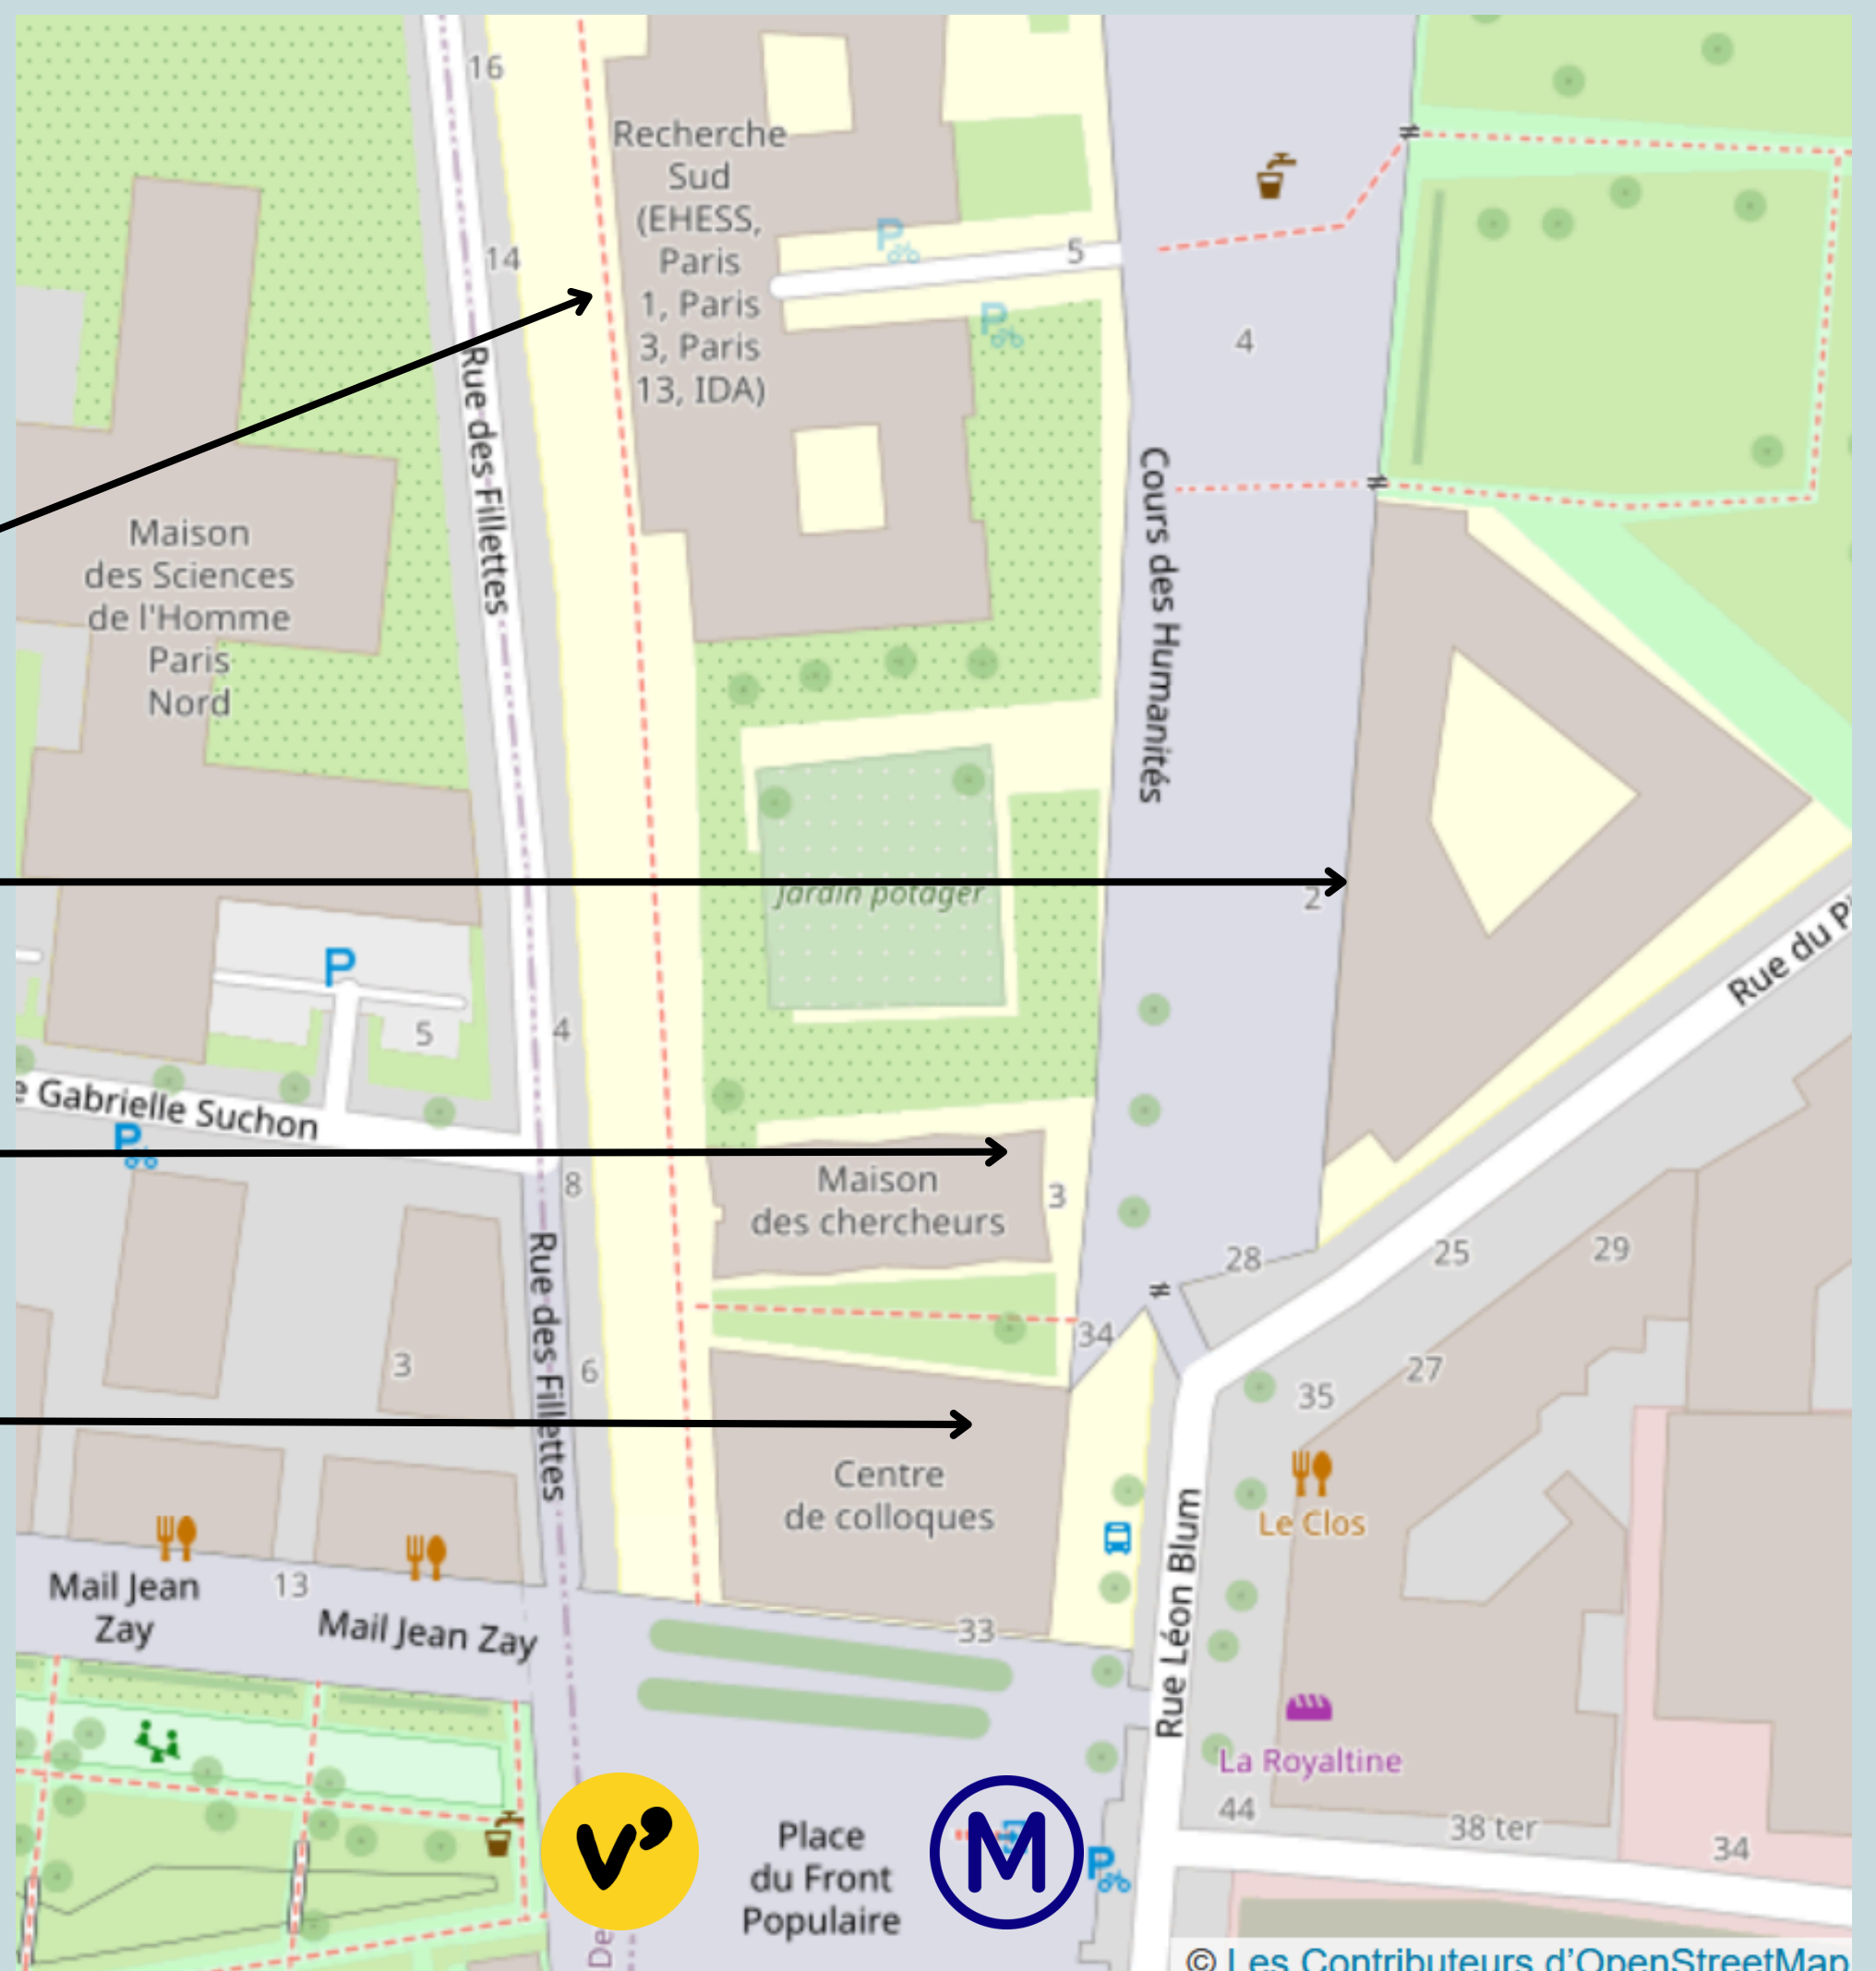 16
Recherche
Sud
(EHESS,
Paris
1, Paris
3, Paris
13, IDA)
14
5
4
Rue des Fillettes
Cours des Humanités
Maison
des Sciences
de l'Homme
Paris
Nord
Jardin potager
2
Rue du P
P
5
4
e Gabrielle Suchon
8
Maison
des chercheurs
3
28
25
29
34
27
35
3
6
Rue des Fillettes
Centre
de colloques
Le Clos
Rue Léon Blum
Mail Jean
Zay
13
Mail Jean Zay
33
La Royaltine
44
38 ter
34
v'
M
Place
du Front
Populaire
P
De
© Les Contributeurs d’OpenStreetMap